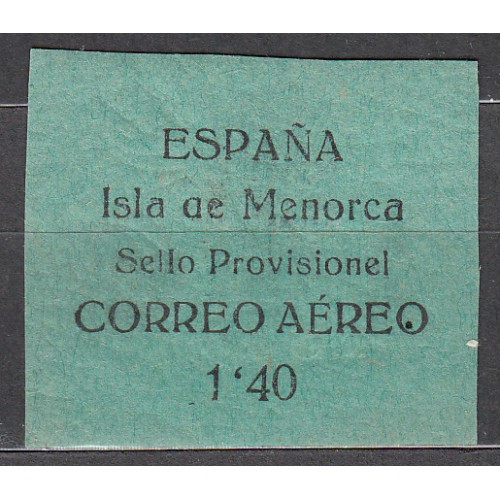 ESPAÑA
Isla de Menorca
Sello Provisionel
CORREO AÉREO
1‘40